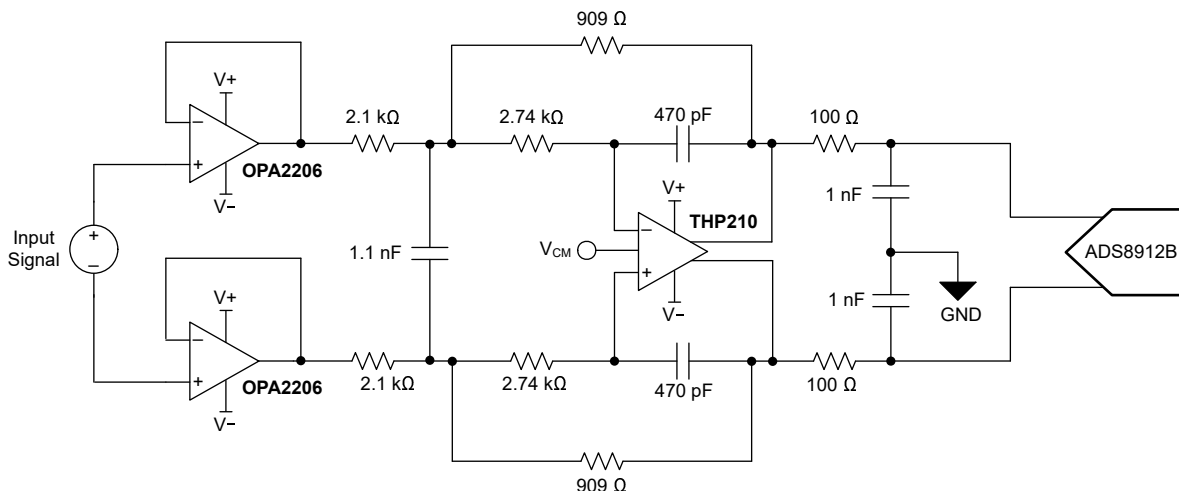 909 Ω
V+
2.1 kΩ
2.74 kΩ
470 pF
100 Ω
−
+
OPA2206
V−
1 nF
V+
THP210
Input
Signal
+
−
1.1 nF
VCM
−
+
ADS8912B
V+
V−
1 nF
GND
−
+
OPA2206
V−
2.1 kΩ
2.74 kΩ
470 pF
100 Ω
909 Ω